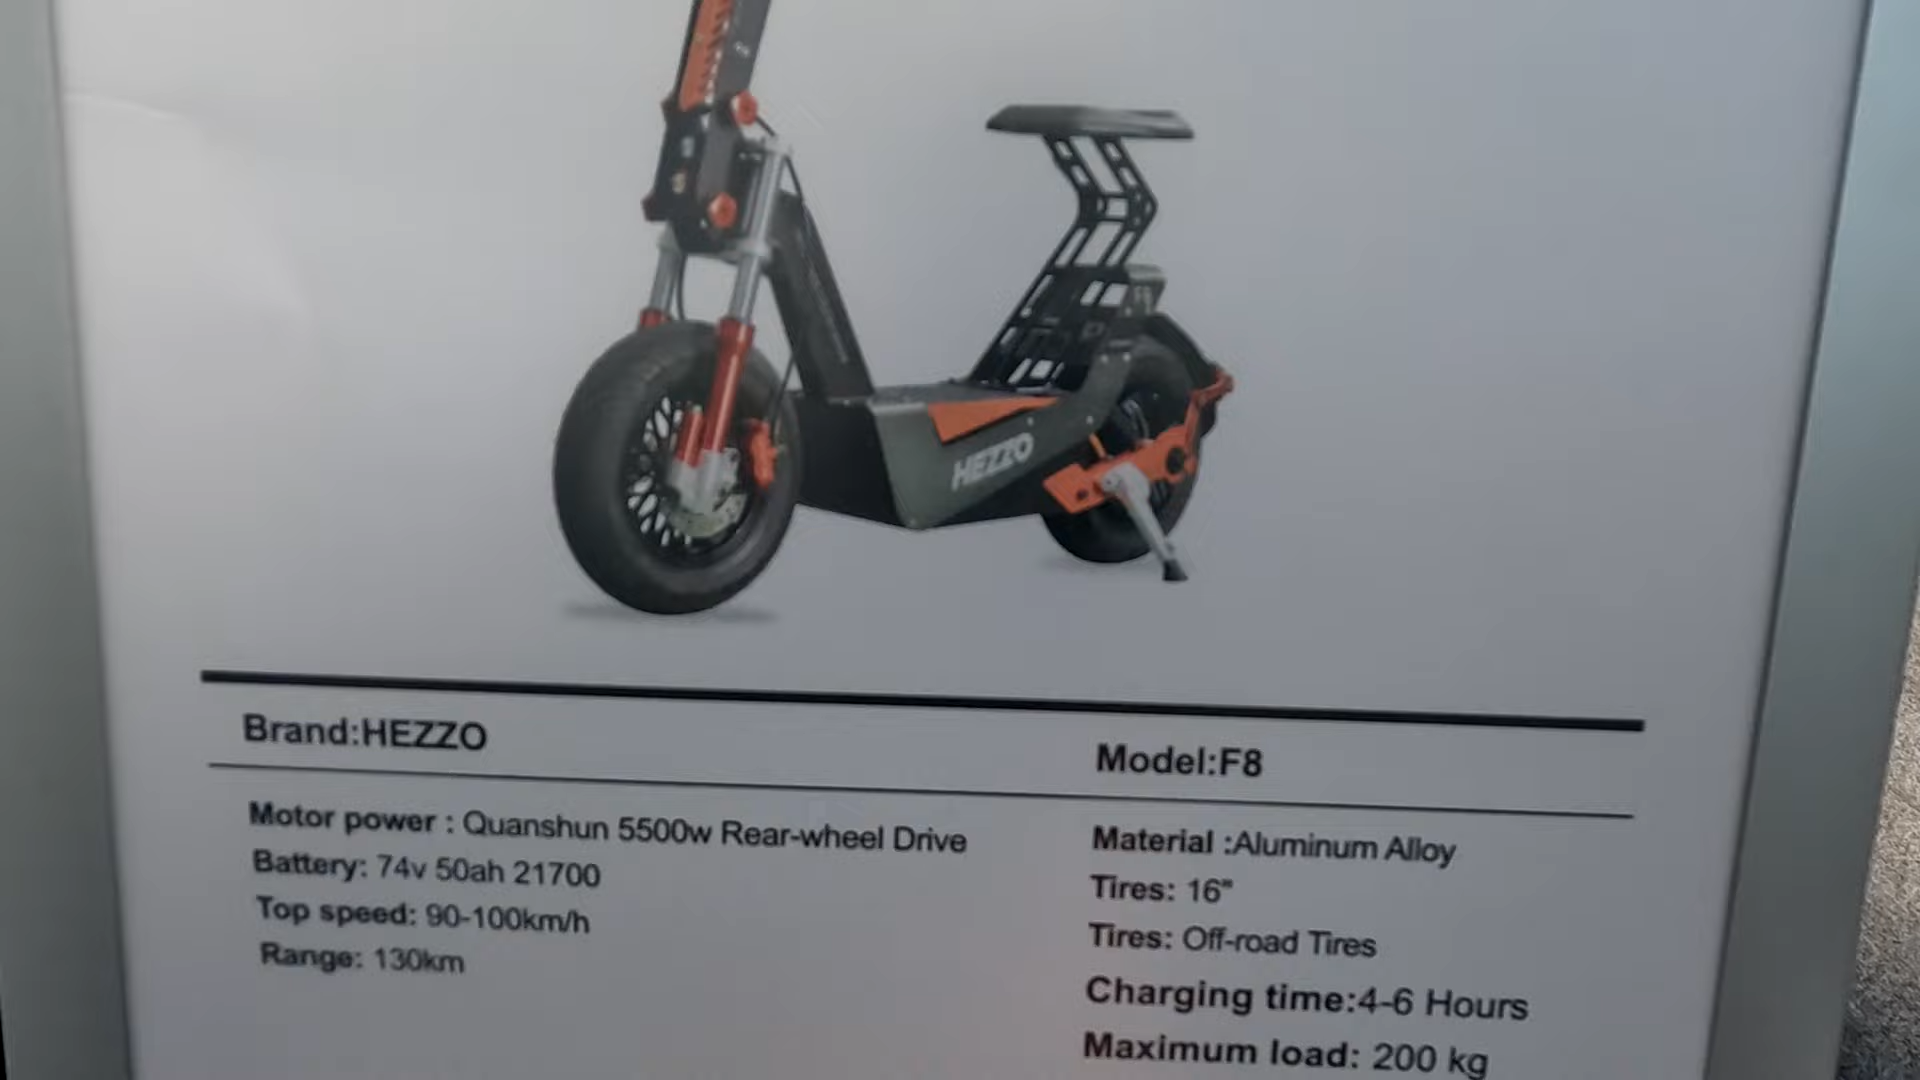 F8
HEZZO
Brand:HEZZO
Model:F8
Motor power : Quanshun 5500w Rear-wheel Drive
Battery: 74v 50ah 21700
Top speed: 90-100km/h
Range: 130km
Material :Aluminum Alloy
Tires: 16"
Tires: Off-road Tires
Charging time:4-6 Hours
Maximum load: 200 kg